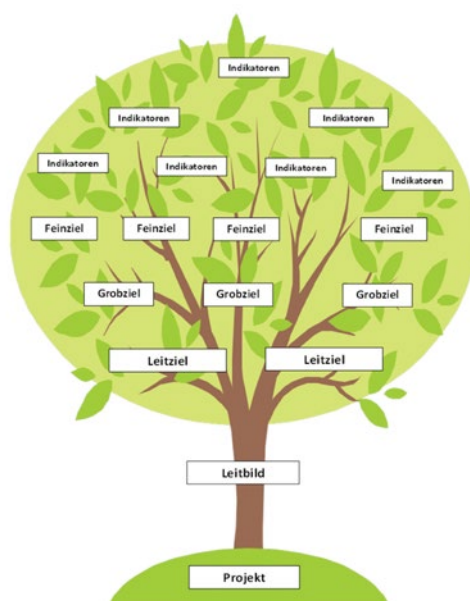 Indikatoren
Indikatoren
Indikatoren
Indikatoren
Indikatoren
Indikatoren
Indikatoren
Feinziel
Feinziel
Feinziel
Feinziel
Grobziel
Grobziel
Grobziel
Leitziel
Leitziel
Leitbild
Projekt